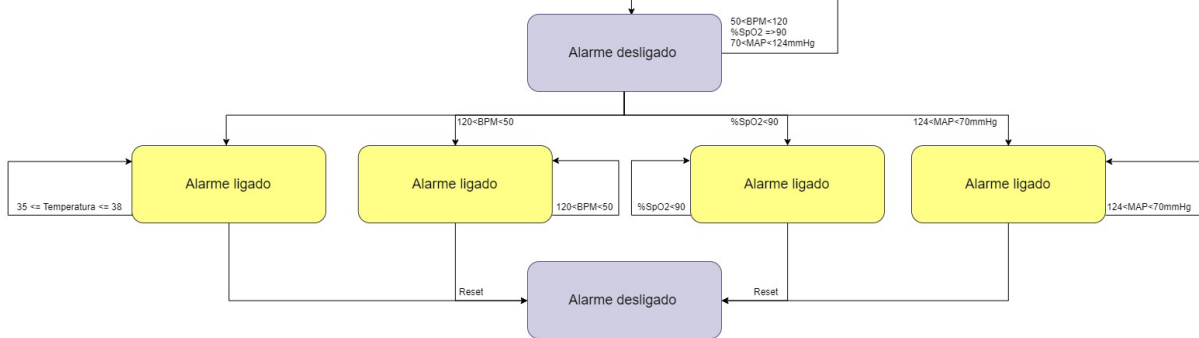 50<BPM<120
%SpO2 =>90
70<MAP<124mmHg
Alarme desligado
120<BPM<50
%SpO2<90
124<MAP<70mmHg
Alarme ligado
Alarme ligado
Alarme ligado
Alarme ligado
35 <= Temperatura <= 38
120<BPM<50
%SpO2<90
124<MAP<70mmHg
Reset
Alarme desligado
Reset